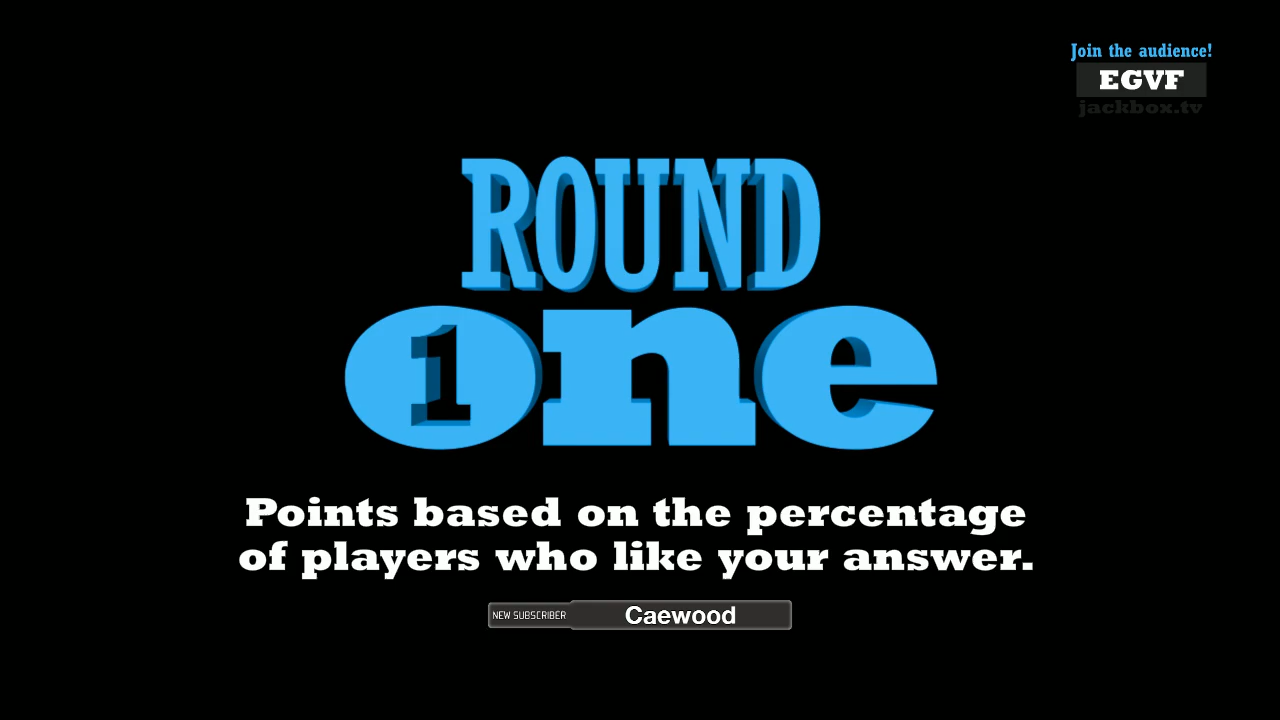 Join the audience!
EGVF
jackbox.tv
ROUND
One
1
Points based on the percentage
of players who like your answer.
NEW SUBSCRIBER Caewood